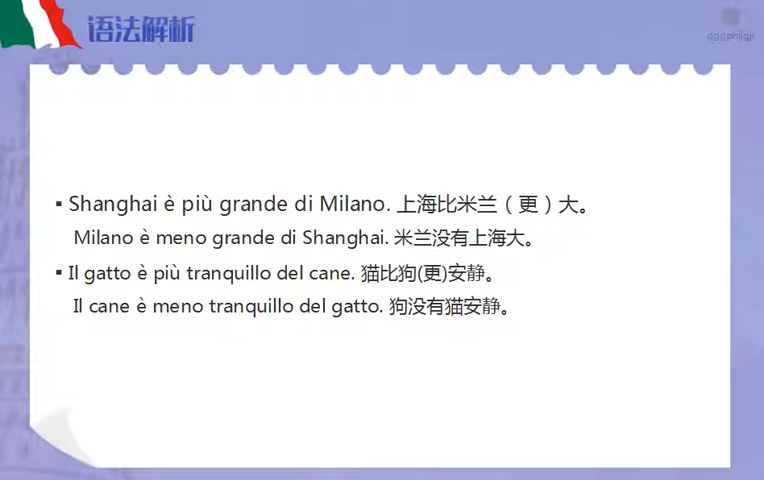 语法解析
▪ Shanghai è più grande di Milano. 上海比米兰（更）大。
Milano è meno grande di Shanghai. 米兰没有上海大。
▪ Il gatto è più tranquillo del cane. 猫比狗(更)安静。
Il cane è meno tranquillo del gatto. 狗没有猫安静。